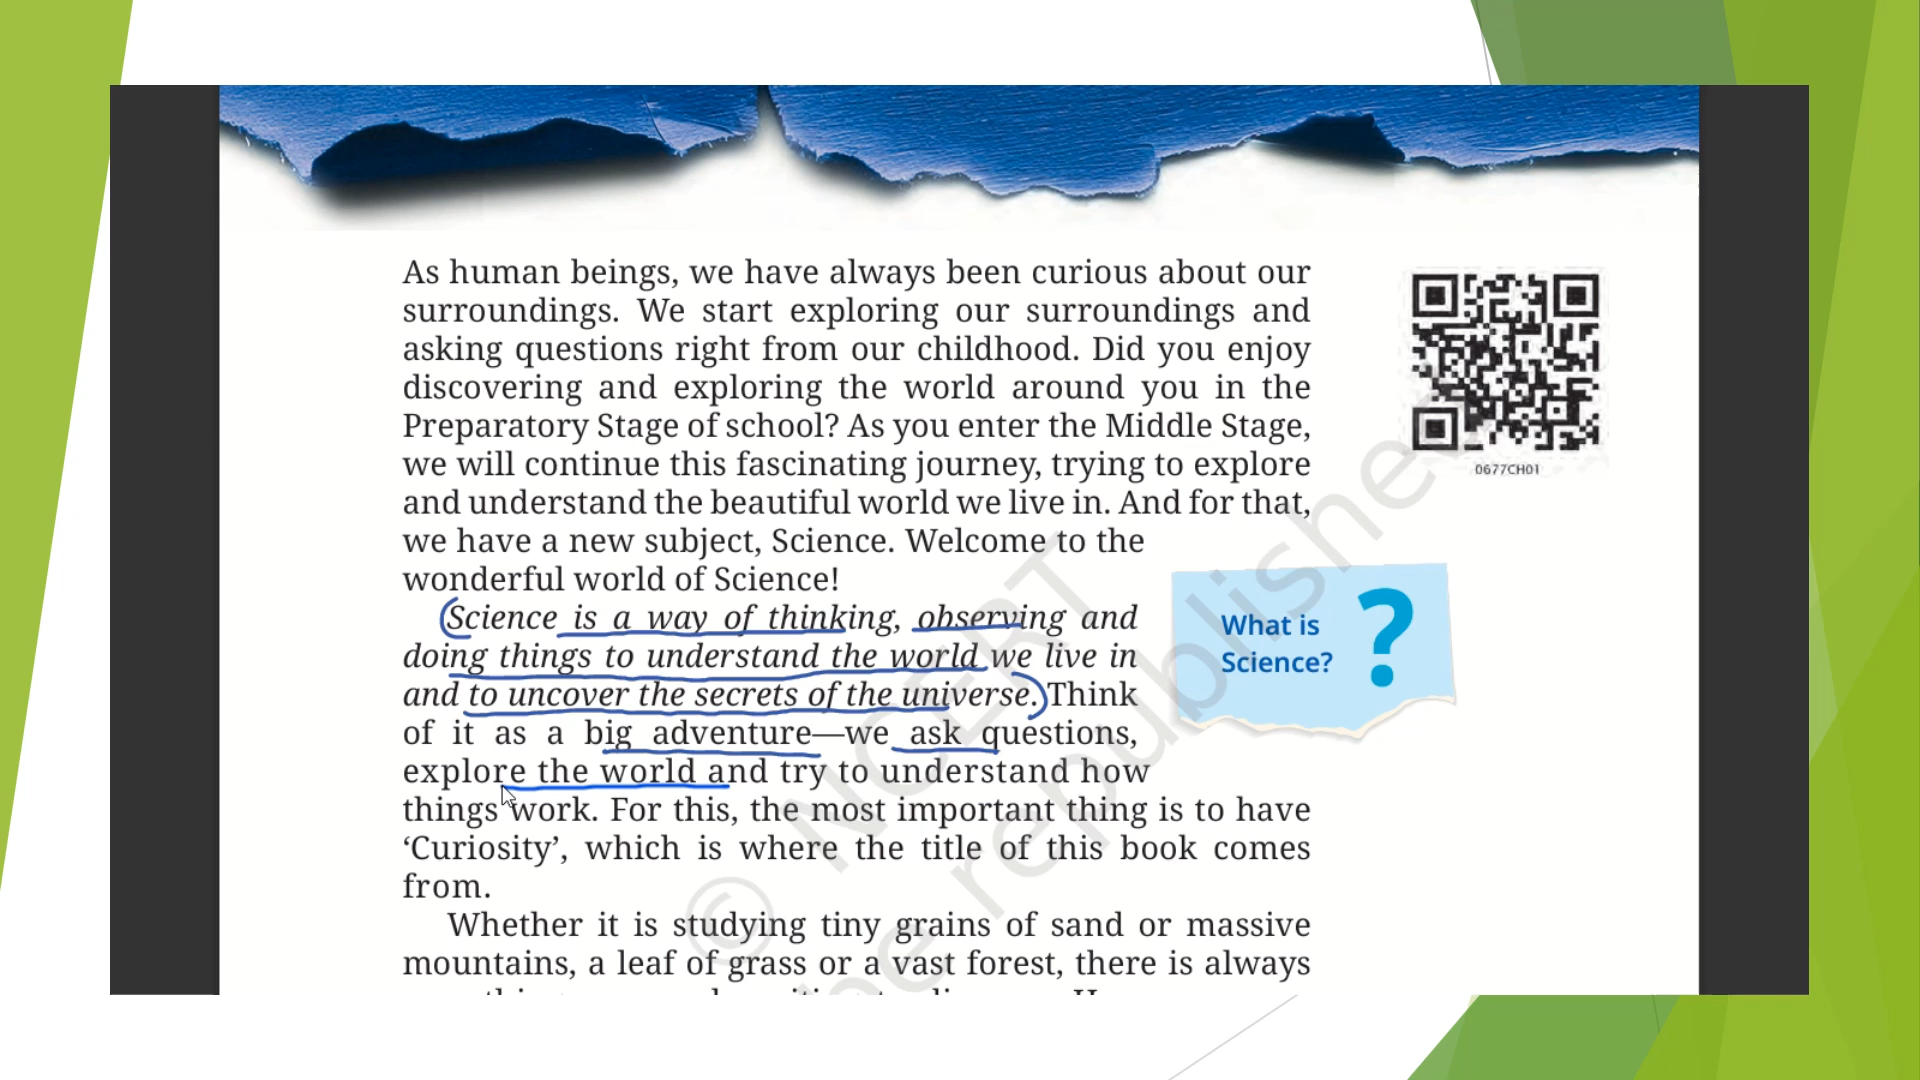 As human beings, we have always been curious about our
surroundings. We start exploring our surroundings and
asking questions right from our childhood. Did you enjoy
discovering and exploring the world around you in the
Preparatory Stage of school? As you enter the Middle Stage,
we will continue this fascinating journey, trying to explore
and understand the beautiful world we live in. And for that,
we have a new subject, Science. Welcome to the
wonderful world of Science!
Science is a way of thinking, observing and
doing things to understand the world we live in
and to uncover the secrets of the universe. Think
of it as a big adventure—we ask questions,
explore the world and try to understand how
things work. For this, the most important thing is to have
‘Curiosity’, which is where the title of this book comes
from.
Whether it is studying tiny grains of sand or massive
mountains, a leaf of grass or a vast forest, there is always
0677CH01
What is
Science?
?
© NCERT
be republished